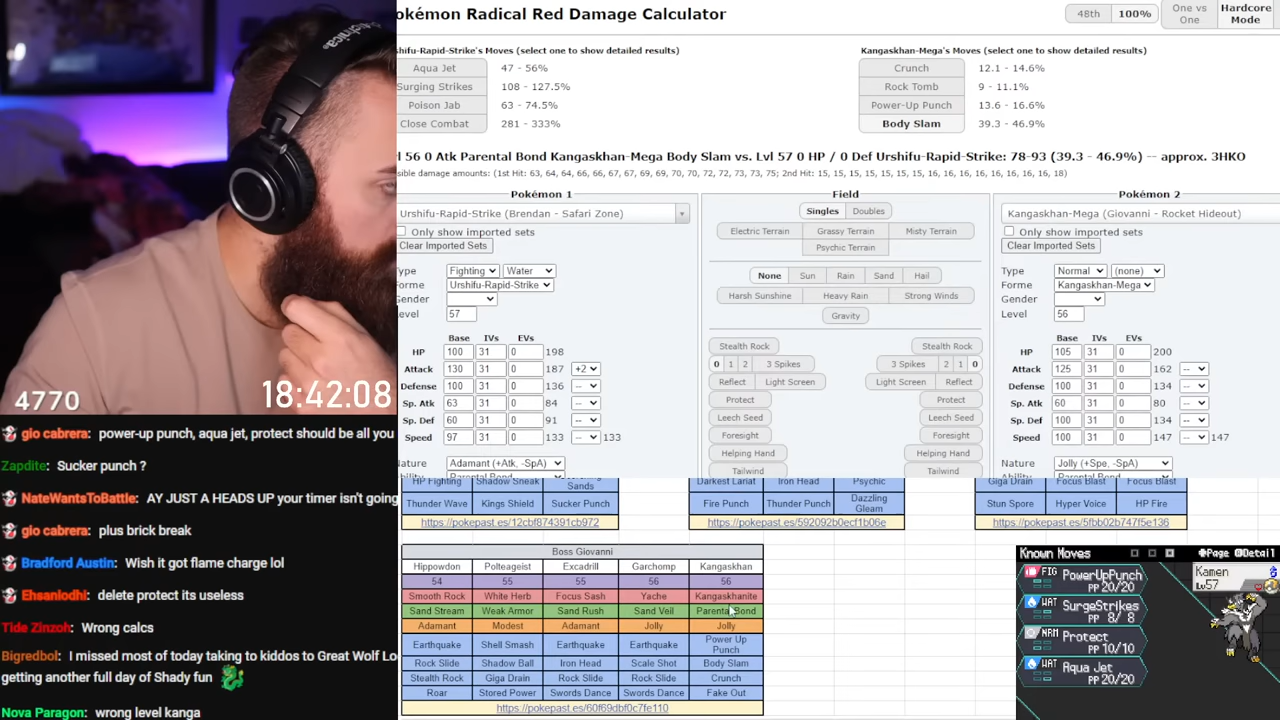 Pokémon Radical Red Damage Calculator
48th 100% One vs One Hardcore Mode
Urshifu-Rapid-Strike's Moves (select one to show detailed results)
Aqua Jet 47 - 56%
Surging Strikes 108 - 127.5%
Poison Jab 63 - 74.5%
Close Combat 281 - 333%
Kangaskhan-Mega's Moves (select one to show detailed results)
Crunch 12.1 - 14.6%
Rock Tomb 9 - 11.1%
Power-Up Punch 13.6 - 16.6%
Body Slam 39.3 - 46.9%
Lvl 56 0 Atk Parental Bond Kangaskhan-Mega Body Slam vs. Lvl 57 0 HP / 0 Def Urshifu-Rapid-Strike: 78-93 (39.3 - 46.9%) -- approx. 3HKO
Possible damage amounts: (1st Hit: 63, 64, 64, 66, 66, 67, 67, 69, 69, 70, 70, 72, 72, 73, 73, 75; 2nd Hit: 15, 15, 15, 15, 15, 15, 15, 16, 16, 16, 16, 16, 16, 16, 16, 18)
Pokémon 1
Urshifu-Rapid-Strike (Brendan - Safari Zone)
Only show imported sets
Clear Imported Sets
Type Fighting Water
Forme Urshifu-Rapid-Strike
Gender
Level 57
Base IVs EVs
HP 100 31 0 198
Attack 130 31 0 187 +2
Defense 100 31 0 136 --
Sp. Atk 63 31 0 84 --
Sp. Def 60 31 0 91 --
Speed 97 31 0 133 -- 133
Nature Adamant (+Atk, -SpA)
Field
Singles Doubles
Electric Terrain Grassy Terrain Misty Terrain
Psychic Terrain
None Sun Rain Sand Hail
Harsh Sunshine Heavy Rain Strong Winds
Gravity
Stealth Rock Stealth Rock
0 1 2 3 Spikes 3 Spikes 2 1 0
Reflect Light Screen Light Screen Reflect
Protect Protect
Leech Seed Leech Seed
Foresight Foresight
Helping Hand Helping Hand
Tailwind Tailwind
Pokémon 2
Kangaskhan-Mega (Giovanni - Rocket Hideout)
Only show imported sets
Clear Imported Sets
Type Normal (none)
Forme Kangaskhan-Mega
Gender
Level 56
Base IVs EVs
HP 105 31 0 200
Attack 125 31 0 162 --
Defense 100 31 0 134 --
Sp. Atk 60 31 0 80 --
Sp. Def 100 31 0 134 --
Speed 100 31 0 147 -- 147
Nature Jolly (+Spe, -SpA)
4770
18:42:08
gio cabrera: power-up punch, aqua jet, protect should be all you
Zapdite: Sucker punch ?
NateWantsToBattle: AY JUST A HEADS UP your timer isn't going
gio cabrera: plus brick break
Bradford Austin: Wish it got flame charge lol
Ehsanlodhi: delete protect its useless
Tide Zinzoh: Wrong calcs
Bigredbol: I missed most of today taking to kiddos to Great Wolf Lo
getting another full day of Shady fun
Nova Paragon: wrong level kanga
HP Fighting Shadow Sneak Sands
Thunder Wave Kings Shield Sucker Punch
https://pokepast.es/12cbf874391cb972
Darkest Lariat Iron Head Psychic Fangs
Fire Punch Thunder Punch Dazzling Gleam
https://pokepast.es/592092b0ecf1b06e
Giga Drain Focus Blast Focus Blast
Stun Spore Hyper Voice HP Fire
https://pokepast.es/5fbb02b747f5e136
Boss Giovanni
Hippowdon Polteageist Excadrill Garchomp Kangaskhan
54 55 55 56 56
Smooth Rock White Herb Focus Sash Yache Kangaskhanite
Sand Stream Weak Armor Sand Rush Sand Veil Parental Bond
Adamant Modest Adamant Jolly Jolly
Earthquake Shell Smash Earthquake Earthquake Power Up Punch
Rock Slide Shadow Ball Iron Head Scale Shot Body Slam
Stealth Rock Giga Drain Rock Slide Rock Slide Crunch
Roar Stored Power Swords Dance Swords Dance Fake Out
https://pokepast.es/60f69dbf0c7fe110
Known Moves Page Detail
FIG PowerUpPunch
PP 20/20
WAT SurgeStrikes
PP 8/8
NRM Protect
PP 10/10
WAT Aqua Jet
PP 20/20
Kamen
Lv57